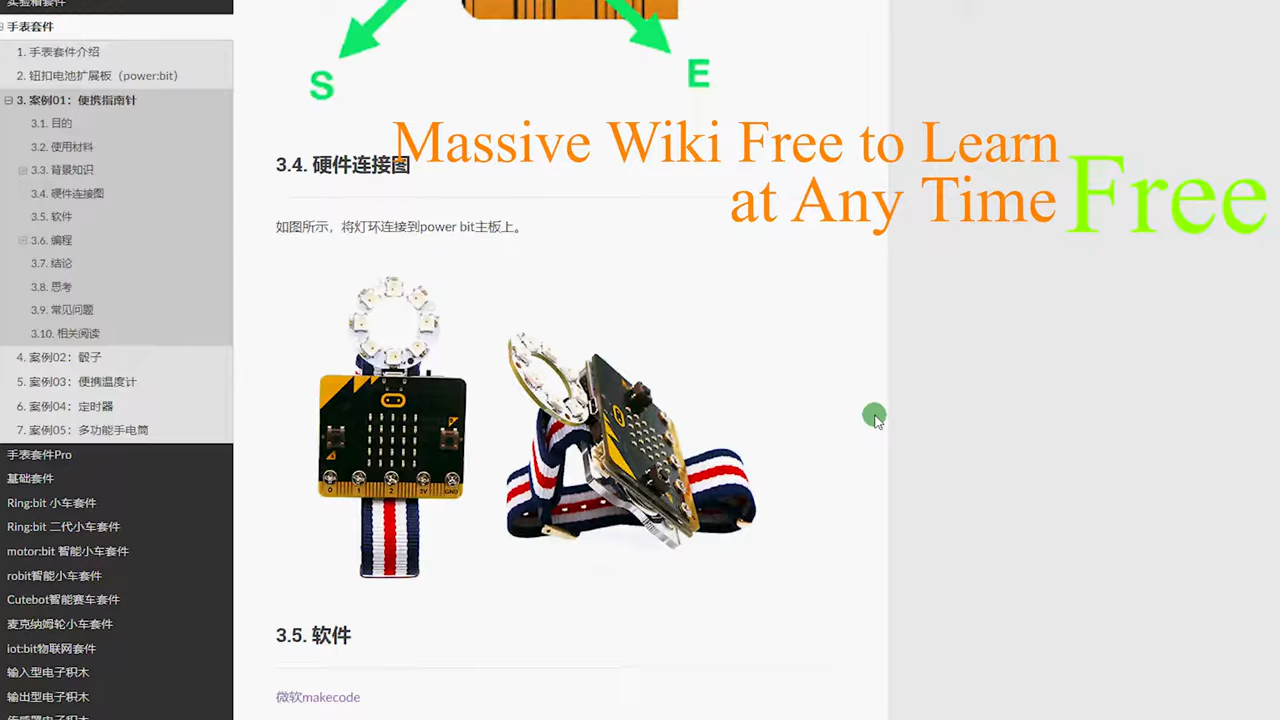 实验箱套件
手表套件
1. 手表套件介绍
2. 钮扣电池扩展板（power:bit）
3. 案例01：便携指南针
3.1. 目的
3.2. 使用材料
3.3. 背景知识
3.4. 硬件连接图
3.5. 软件
3.6. 编程
3.7. 结论
3.8. 思考
3.9. 常见问题
3.10. 相关阅读
4. 案例02：骰子
5. 案例03：便携温度计
6. 案例04：定时器
7. 案例05：多功能手电筒
手表套件Pro
基础套件
Ring:bit 小车套件
Ring:bit 二代小车套件
motor:bit 智能小车套件
robit智能小车套件
Cutebot智能赛车套件
麦克纳姆轮小车套件
iot:bit物联网套件
输入型电子积木
输出型电子积木
传感器电子积木
S
E
Massive Wiki Free to Learn
at Any Time
Free
3.4. 硬件连接图
如图所示，将灯环连接到power bit主板上。
0 1 2 3V GND
3.5. 软件
微软makecode